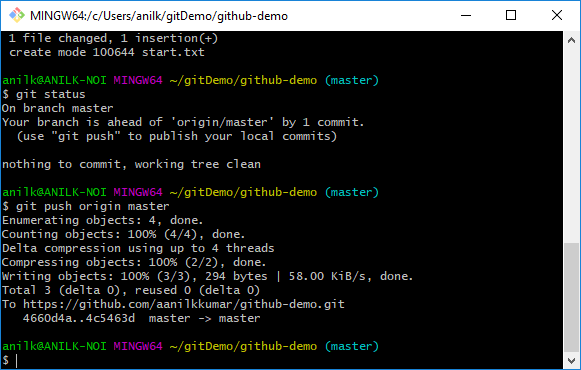 MINGW64:/c/Users/anilk/gitDemo/github-demo
1 file changed, 1 insertion(+)
create mode 100644 start.txt
anilk@ANILK-NOI MINGW64 ~/gitDemo/github-demo (master)
$ git status
On branch master
Your branch is ahead of 'origin/master' by 1 commit.
(use "git push" to publish your local commits)
nothing to commit, working tree clean
anilk@ANILK-NOI MINGW64 ~/gitDemo/github-demo (master)
$ git push origin master
Enumerating objects: 4, done.
Counting objects: 100% (4/4), done.
Delta compression using up to 4 threads
Compressing objects: 100% (2/2), done.
Writing objects: 100% (3/3), 294 bytes | 58.00 KiB/s, done.
Total 3 (delta 0), reused 0 (delta 0)
To https://github.com/aanilkkumar/github-demo.git
4660d4a..4c5463d  master -> master
anilk@ANILK-NOI MINGW64 ~/gitDemo/github-demo (master)
$